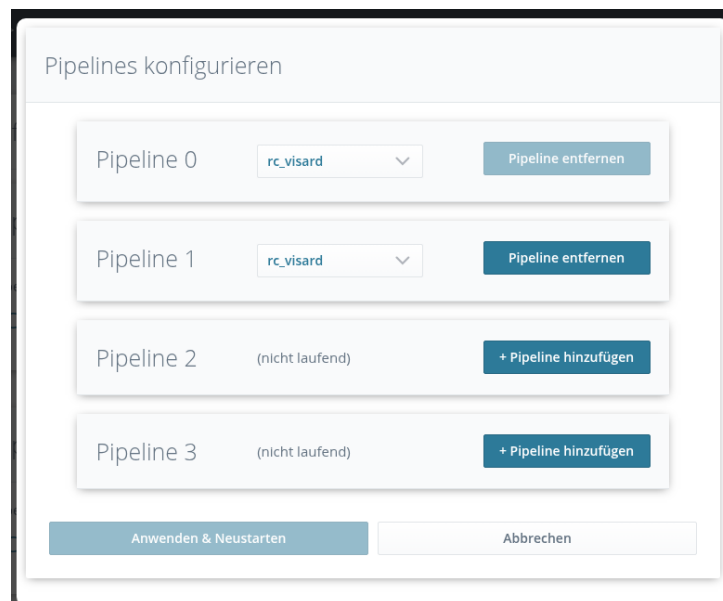 Pipelines konfigurieren
Pipeline 0 rc_visard Pipeline entfernen
Pipeline 1 rc_visard Pipeline entfernen
Pipeline 2 (nicht laufend) + Pipeline hinzufügen
Pipeline 3 (nicht laufend) + Pipeline hinzufügen
Anwenden & Neustarten Abbrechen